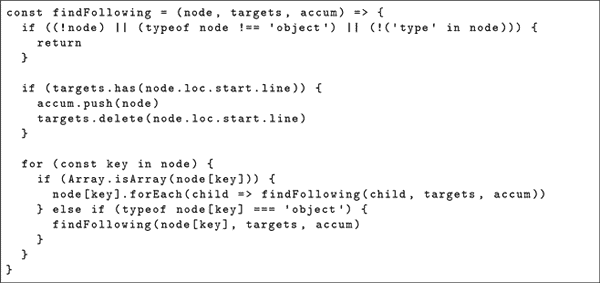 const findFollowing = (node, targets, accum) => {
  if ((!node) || (typeof node !== 'object') || (!('type' in node))) {
    return
  }

  if (targets.has(node.loc.start.line)) {
    accum.push(node)
    targets.delete(node.loc.start.line)
  }

  for (const key in node) {
    if (Array.isArray(node[key])) {
      node[key].forEach(child => findFollowing(child, targets, accum))
    } else if (typeof node[key] === 'object') {
      findFollowing(node[key], targets, accum)
    }
  }
}